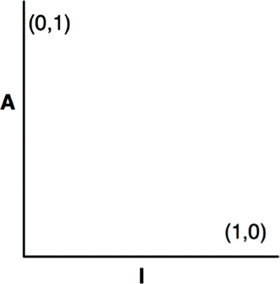 (0,1)
A
(1,0)
I